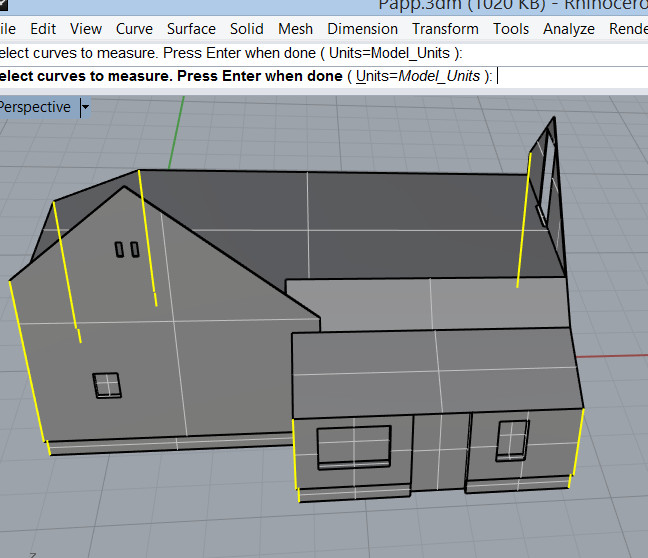 Papp.3dm (1020 KB) - Rhinocero
ile Edit View Curve Surface Solid Mesh Dimension Transform Tools Analyze Rende
elect curves to measure. Press Enter when done ( Units=Model_Units ):
elect curves to measure. Press Enter when done ( Units=Model_Units ):
Perspective
z